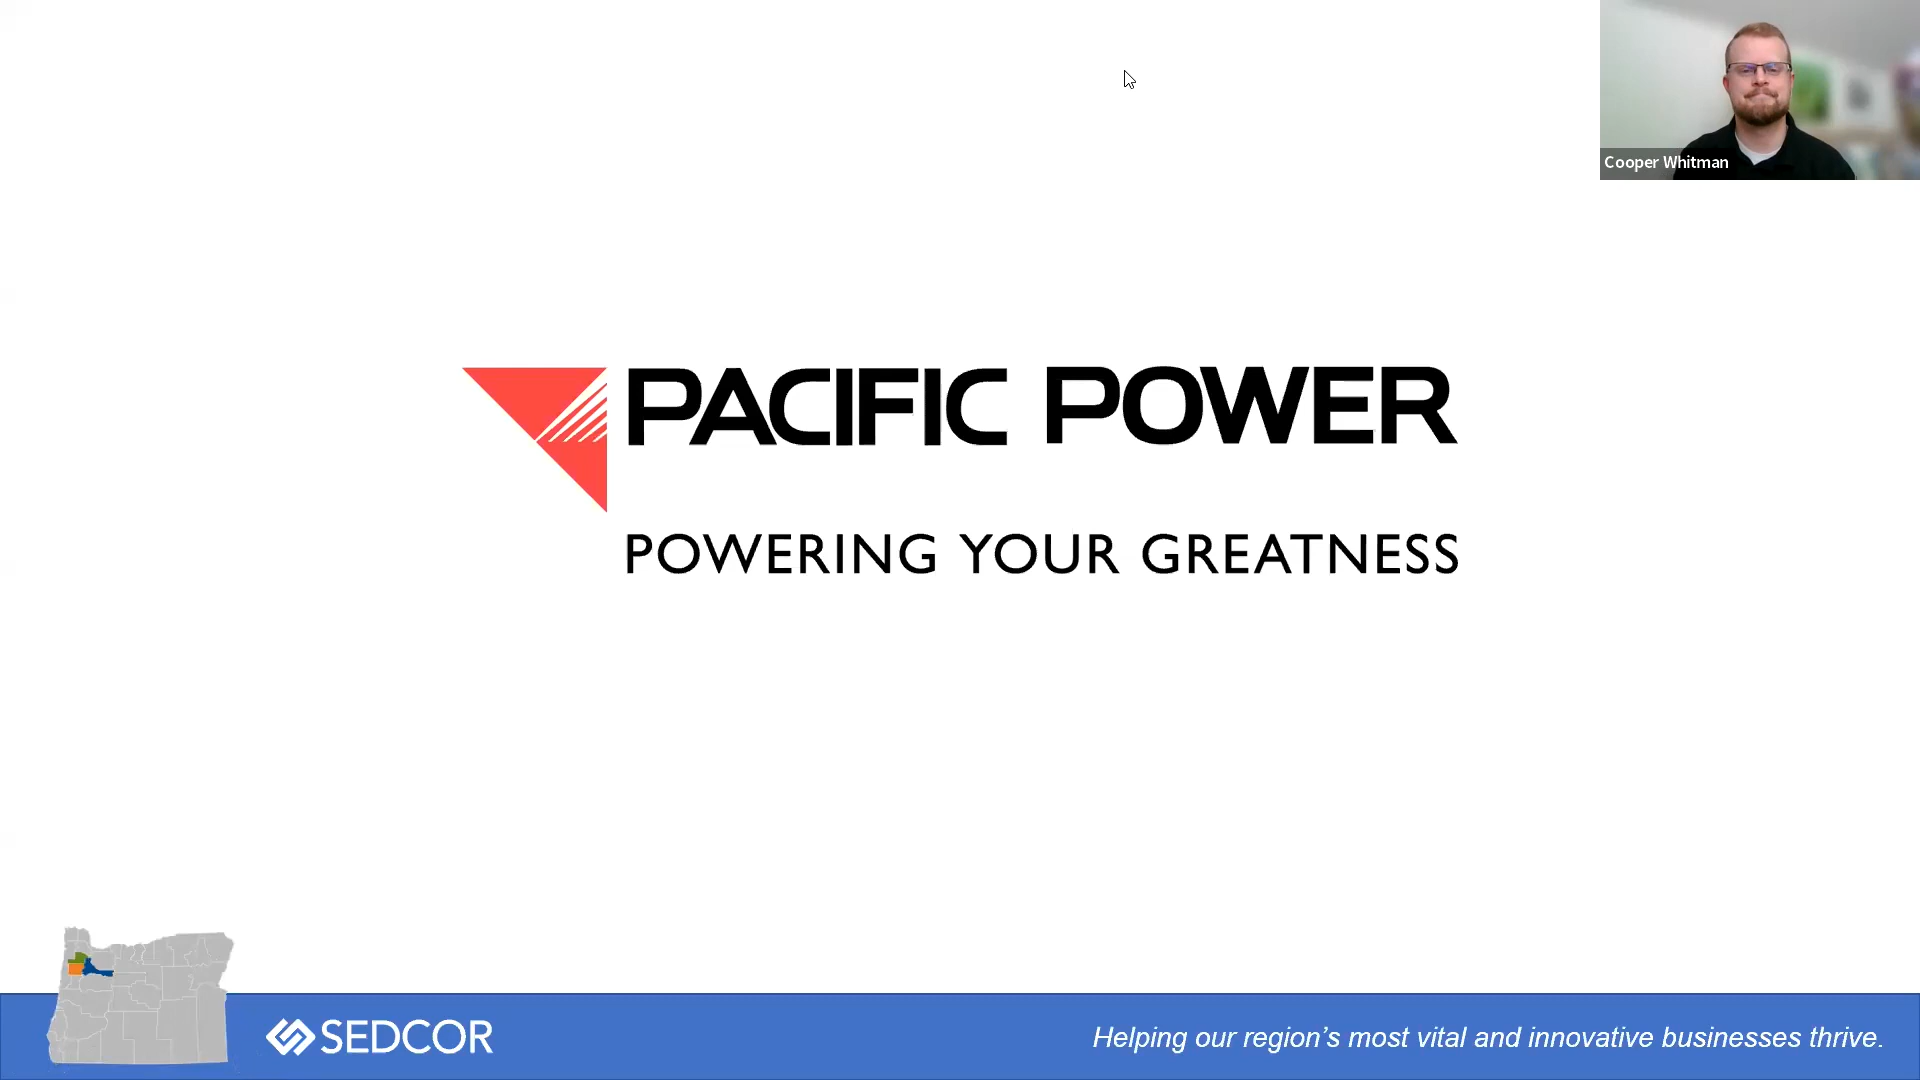 Cooper Whitman
PACIFIC POWER
POWERING YOUR GREATNESS
SEDCOR
Helping our region’s most vital and innovative businesses thrive.